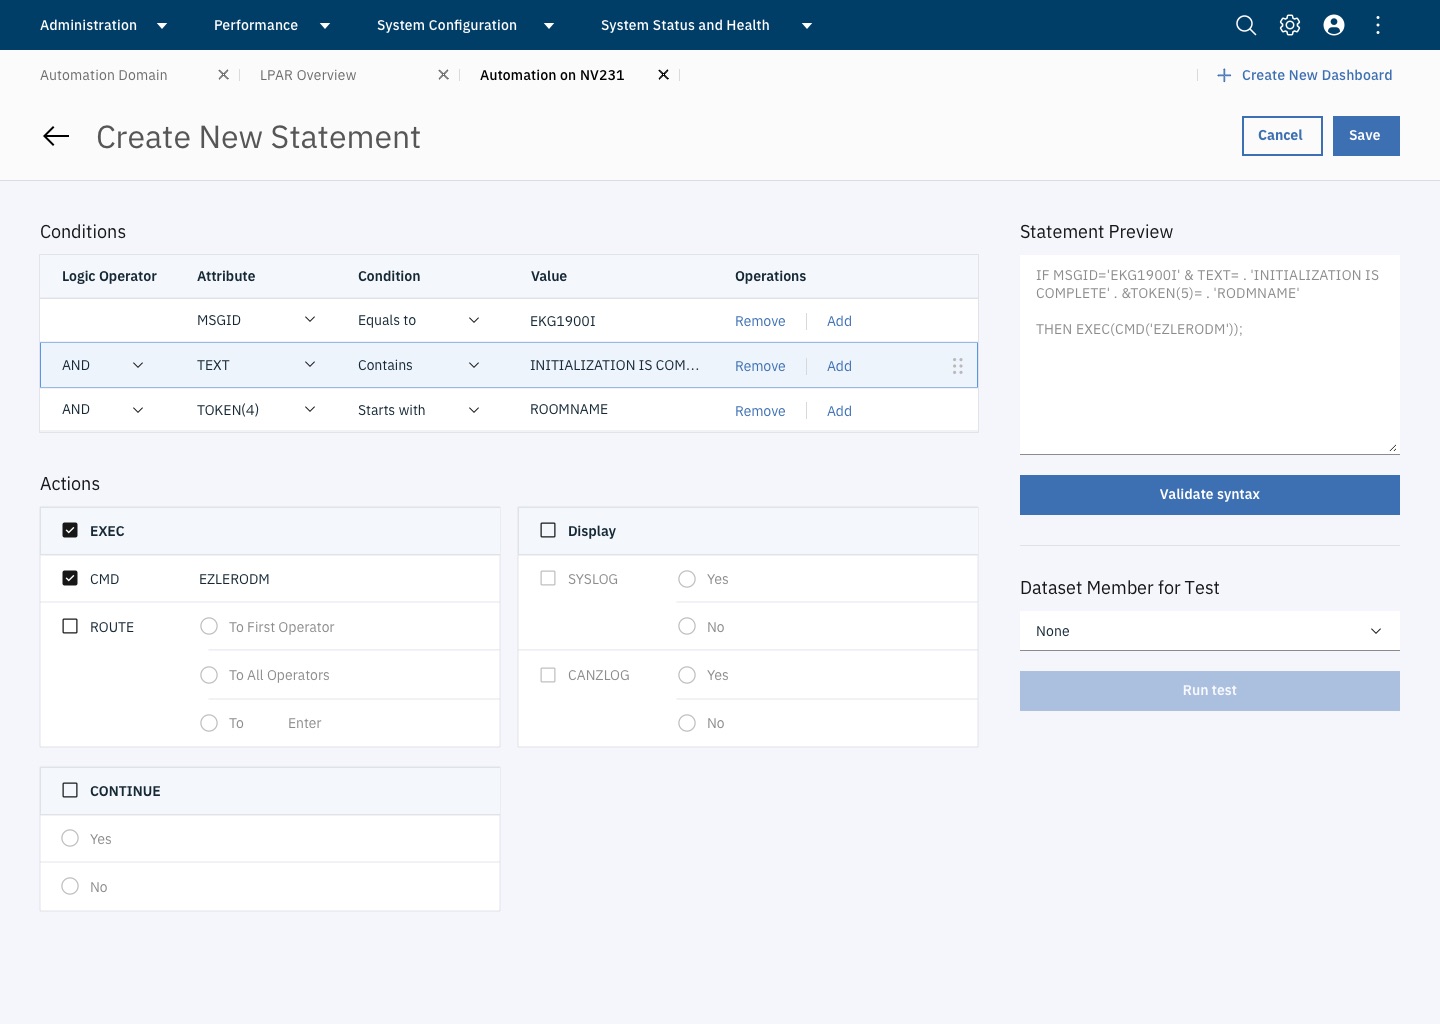 Administration Performance System Configuration System Status and Health
Automation Domain LPAR Overview Automation on NV231 Create New Dashboard
Create New Statement Cancel Save
Conditions
Logic Operator Attribute Condition Value Operations
MSGID Equals to EKG1900I Remove Add
AND TEXT Contains INITIALIZATION IS COM... Remove Add
AND TOKEN(4) Starts with ROOMNAME Remove Add
Actions
EXEC
CMD EZLERODM
ROUTE To First Operator
To All Operators
To Enter
Display
SYSLOG Yes
No
CANZLOG Yes
No
CONTINUE
Yes
No
Statement Preview
IF MSGID='EKG1900I' & TEXT= . 'INITIALIZATION IS
COMPLETE' . &TOKEN(5)= . 'RODMNAME'
THEN EXEC(CMD('EZLERODM'));
Validate syntax
Dataset Member for Test
None
Run test